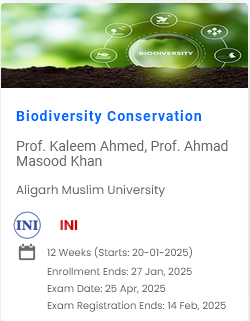 BIODIVERSITY
Biodiversity Conservation
Prof. Kaleem Ahmed, Prof. Ahmad
Masood Khan
Aligarh Muslim University
INI INI
12 Weeks (Starts: 20-01-2025)
Enrollment Ends: 27 Jan, 2025
Exam Date: 25 Apr, 2025
Exam Registration Ends: 14 Feb, 2025